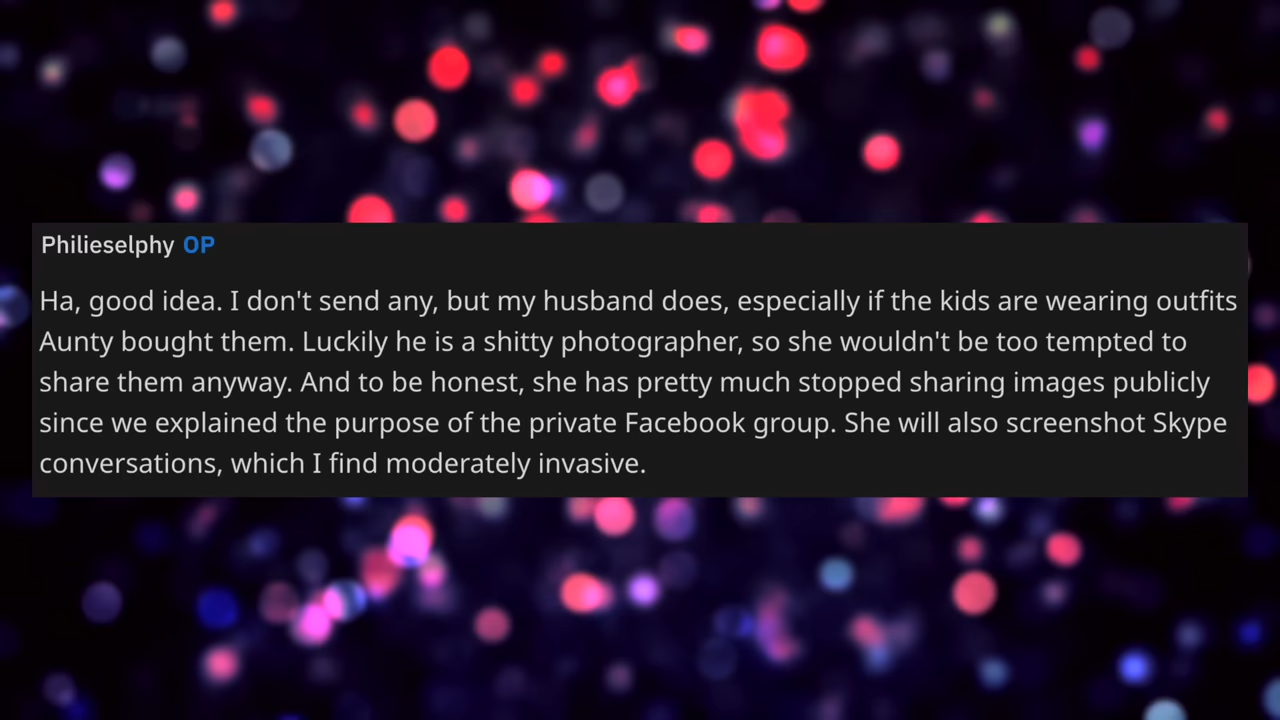 Philieselphy OP
Ha, good idea. I don't send any, but my husband does, especially if the kids are wearing outfits
Aunty bought them. Luckily he is a shitty photographer, so she wouldn't be too tempted to
share them anyway. And to be honest, she has pretty much stopped sharing images publicly
since we explained the purpose of the private Facebook group. She will also screenshot Skype
conversations, which I find moderately invasive.